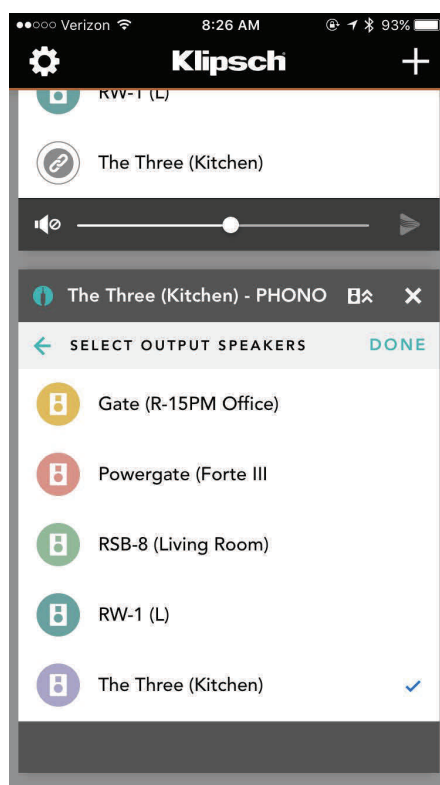 Verizon 8:26 AM 93%
Klipsch
RW-1 (L)
The Three (Kitchen)
The Three (Kitchen) - PHONO
SELECT OUTPUT SPEAKERS DONE
Gate (R-15PM Office)
Powergate (Forte III
RSB-8 (Living Room)
RW-1 (L)
The Three (Kitchen)